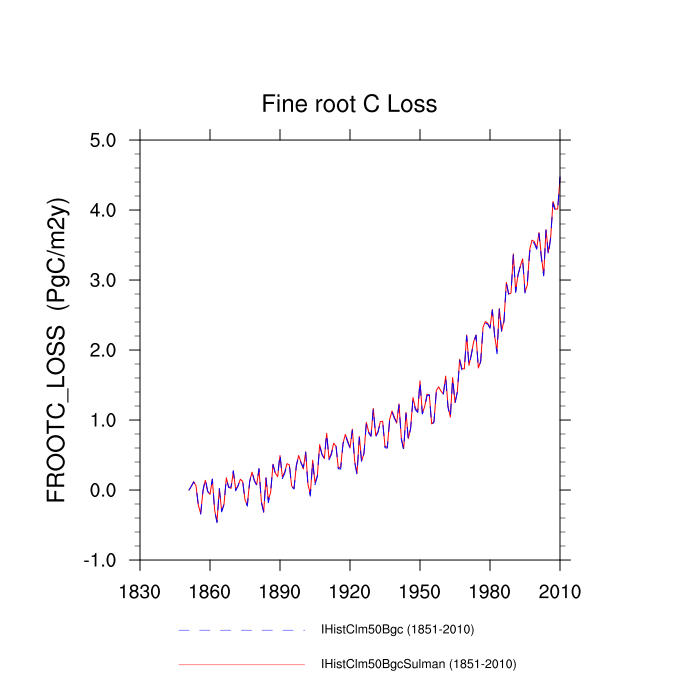 Fine root C Loss
FROOTC_LOSS (PgC/m2y)
5.0
4.0
3.0
2.0
1.0
0.0
-1.0
1830 1860 1890 1920 1950 1980 2010
IHistClm50Bgc (1851-2010)
IHistClm50BgcSulman (1851-2010)